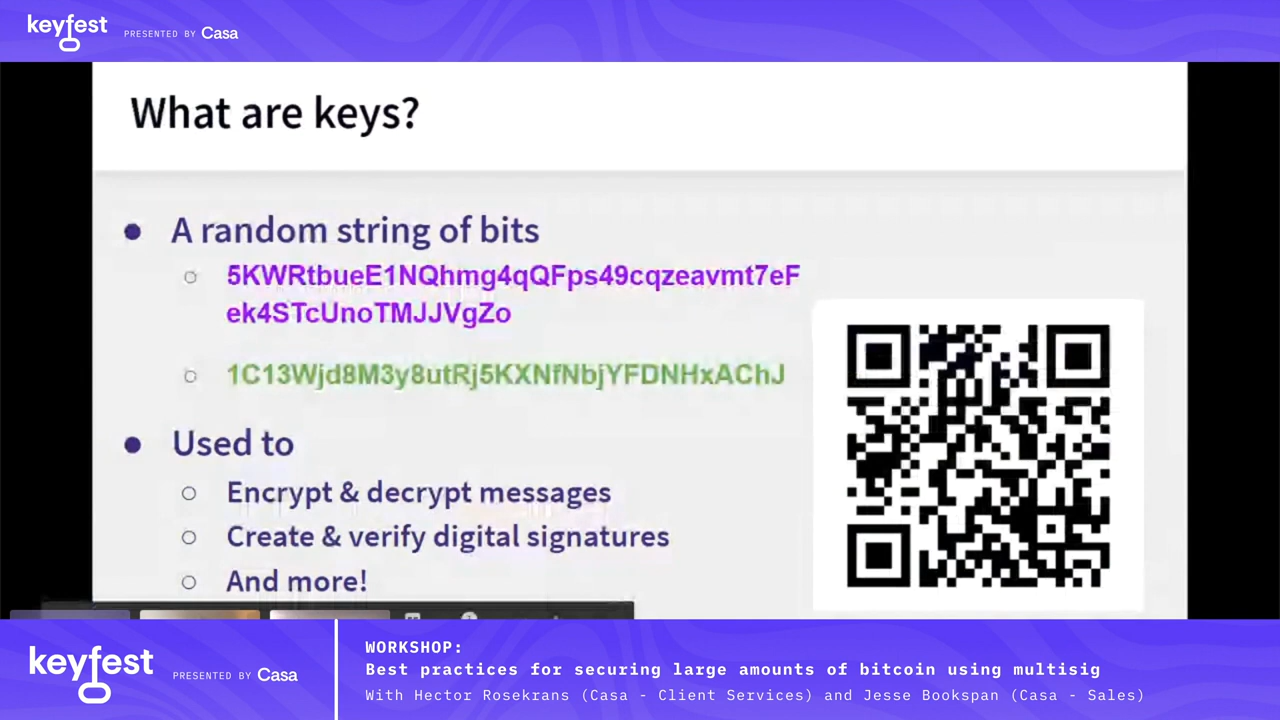 keyfest
PRESENTED BY Casa
What are keys?
A random string of bits
5KWRtbueE1NQhmg4qQFps49cqzeavmt7eF
ek4STcUnoTMJJVgZo
1C13Wjd8M3y8utRj5KXNfNbjYFDNHxAChJ
Used to
Encrypt & decrypt messages
Create & verify digital signatures
And more!
keyfest
PRESENTED BY Casa
WORKSHOP:
Best practices for securing large amounts of bitcoin using multisig
With Hector Rosekrans (Casa - Client Services) and Jesse Bookspan (Casa - Sales)